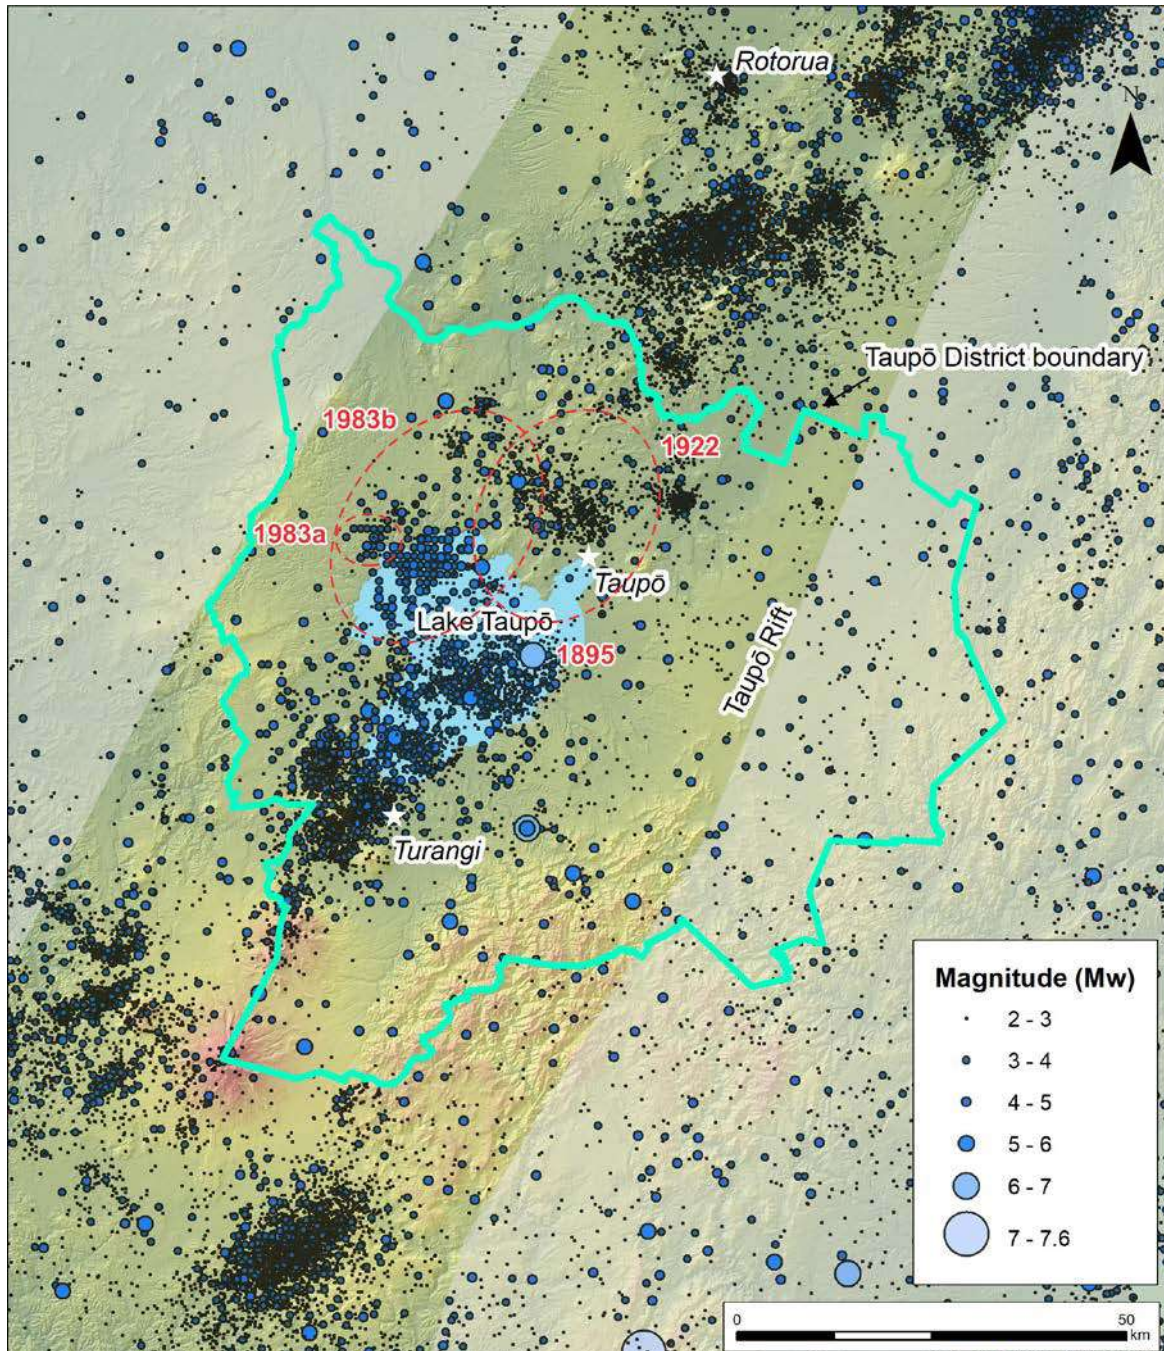 Rotorua
N
Taupō District boundary
1983b
1922
1983a
Taupō
Lake Taupō
1895
Taupō Rift
Turangi
Magnitude (Mw)
2 - 3
3 - 4
4 - 5
5 - 6
6 - 7
7 - 7.6
0
50
km